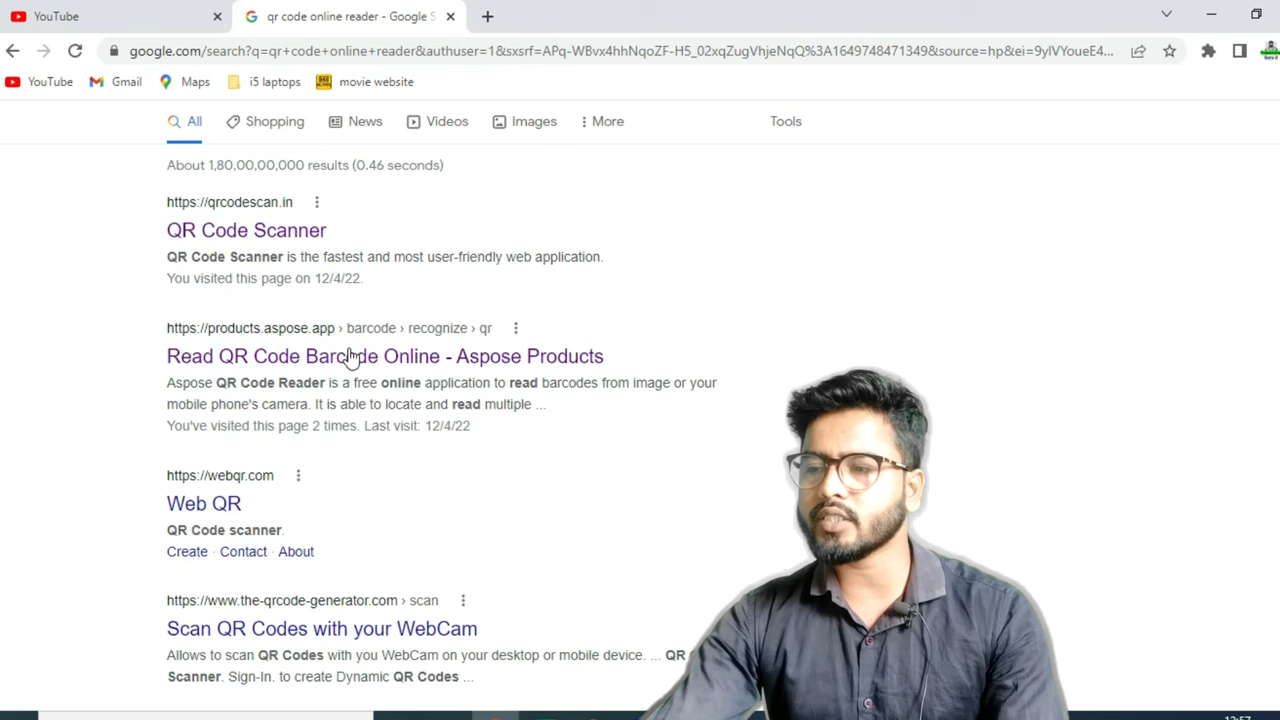 YouTube
qr code online reader - Google S
google.com/search?q=qr+code+online+reader&authuser=1&sxsrf=APq-WBvx4hhNqoZF-H5_02xqZugVhjeNqQ%3A1649748471349&source=hp&ei=9yIVYoueE4...
YouTube Gmail Maps i5 laptops movie website
All Shopping News Videos Images More Tools
About 1,80,00,00,000 results (0.46 seconds)
https://qrcodescan.in
QR Code Scanner
QR Code Scanner is the fastest and most user-friendly web application.
You visited this page on 12/4/22.
https://products.aspose.app › barcode › recognize › qr
Read QR Code Barcode Online - Aspose Products
Aspose QR Code Reader is a free online application to read barcodes from image or your
mobile phone's camera. It is able to locate and read multiple ...
You've visited this page 2 times. Last visit: 12/4/22
https://webqr.com
Web QR
QR Code scanner.
Create · Contact · About
https://www.the-qrcode-generator.com › scan
Scan QR Codes with your WebCam
Allows to scan QR Codes with you WebCam on your desktop or mobile device. ... QR
Scanner. Sign-In. to create Dynamic QR Codes ...